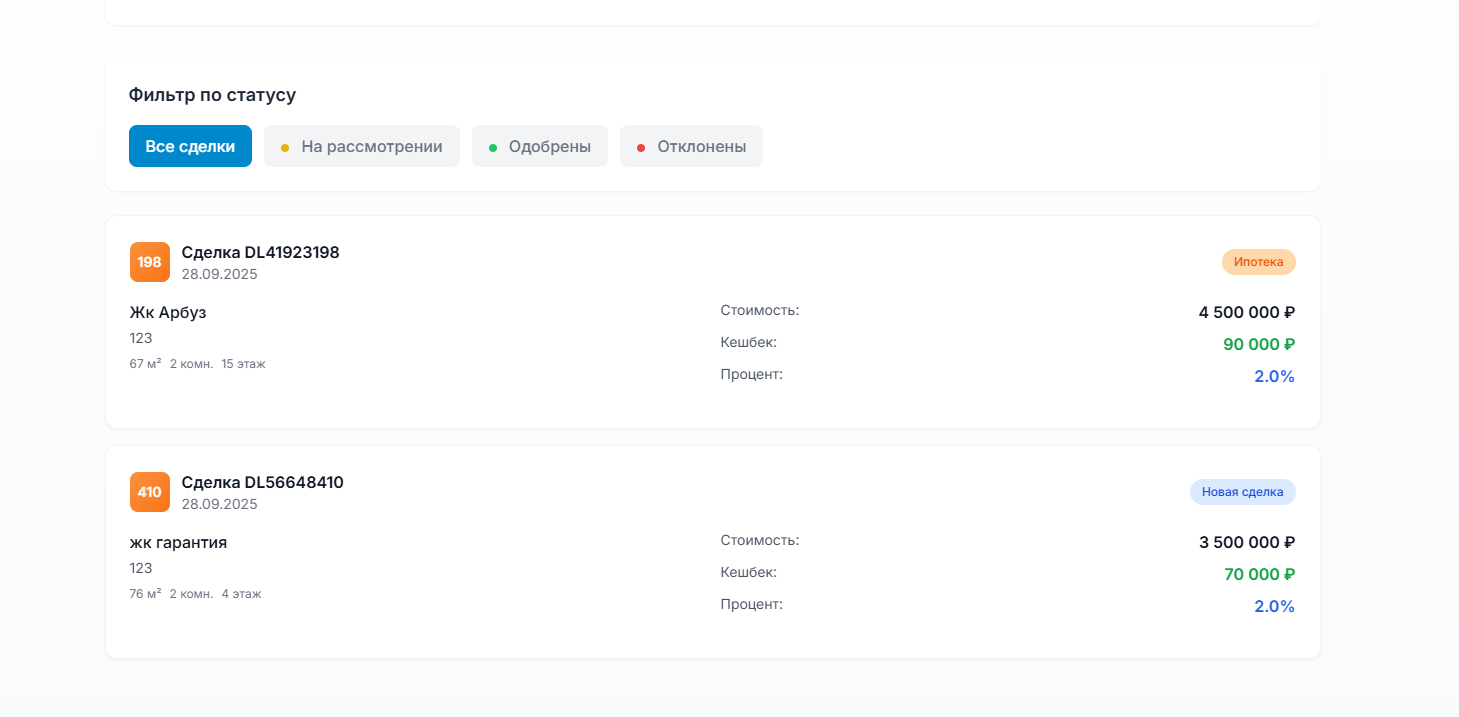 Фильтр по статусу
Все сделки На рассмотрении Одобрены Отклонены
198 Сделка DL41923198
28.09.2025
Ипотека
Жк Арбуз
123
67 м² 2 комн. 15 этаж
Стоимость: 4 500 000 ₽
Кешбек: 90 000 ₽
Процент: 2.0%
410 Сделка DL56648410
28.09.2025
Новая сделка
жк гарантия
123
76 м² 2 комн. 4 этаж
Стоимость: 3 500 000 ₽
Кешбек: 70 000 ₽
Процент: 2.0%